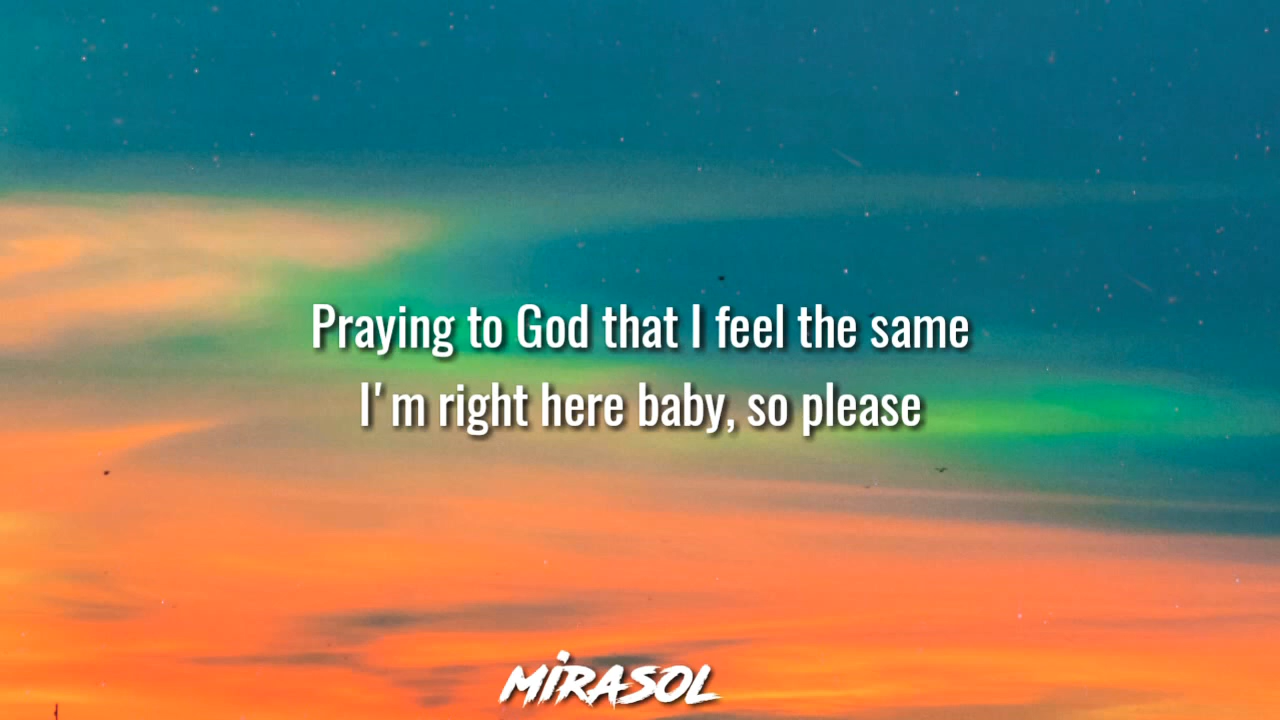 Praying to God that I feel the same
I'm right here baby, so please
MIRASOL